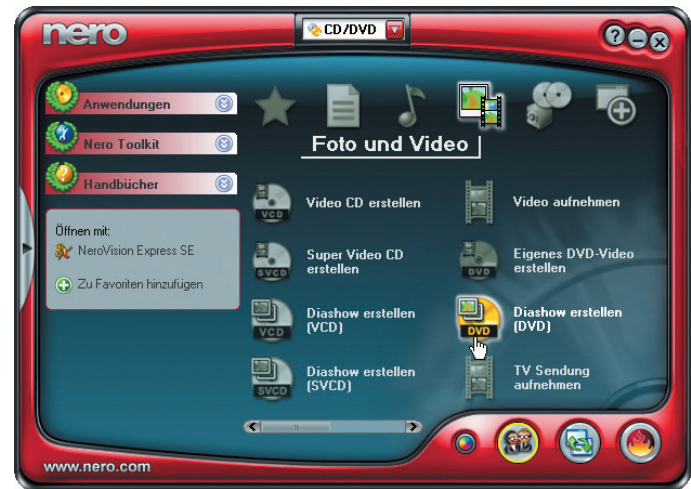 nero
CD/DVD
Anwendungen
Nero Toolkit
Handbücher
Öffnen mit:
NeroVision Express SE
Zu Favoriten hinzufügen
Foto und Video
VCD
Video CD erstellen
Video aufnehmen
SVCD
Super Video CD
erstellen
DVD
Eigenes DVD-Video
erstellen
VCD
Diashow erstellen
(VCD)
DVD
Diashow erstellen
(DVD)
SVCD
Diashow erstellen
(SVCD)
TV Sendung
aufnehmen
www.nero.com